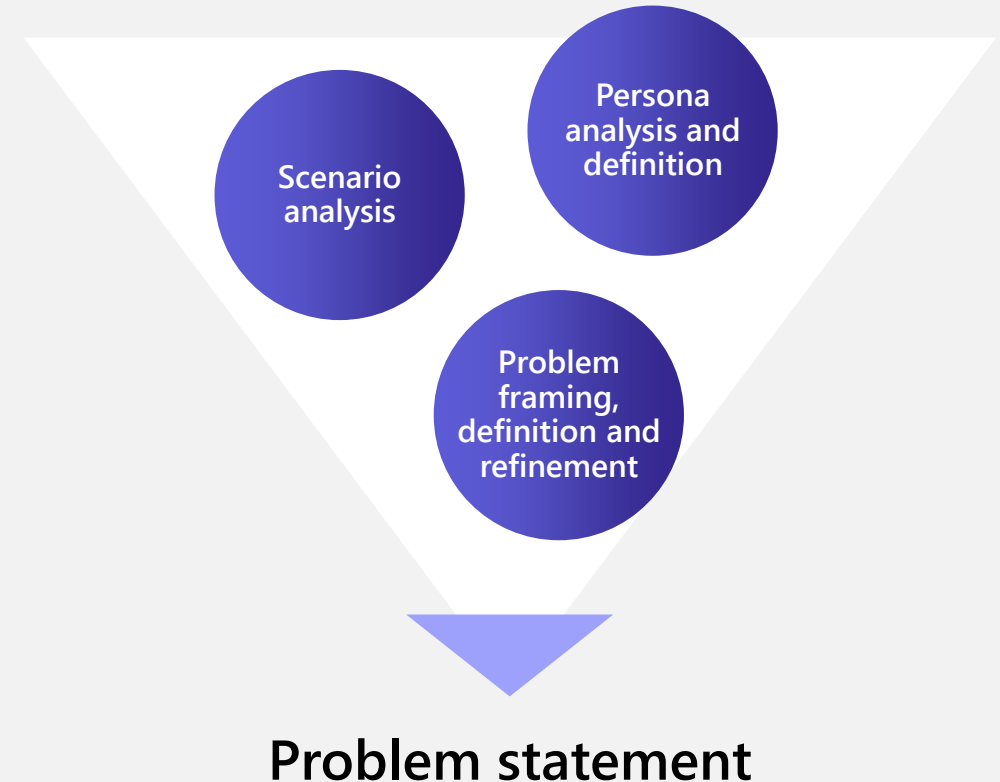 Persona
analysis and
definition
Scenario
analysis
Problem
framing,
definition and
refinement
Problem statement